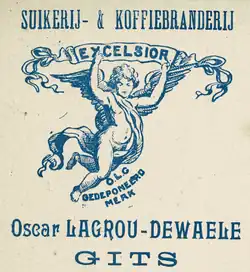 SUIKERIJ- & KOFFIEBRANDERIJ
EXCELSIOR
O.L.G
GEDEPONEERD
MERK
Oscar LAGROU-DEWAELE
GITS